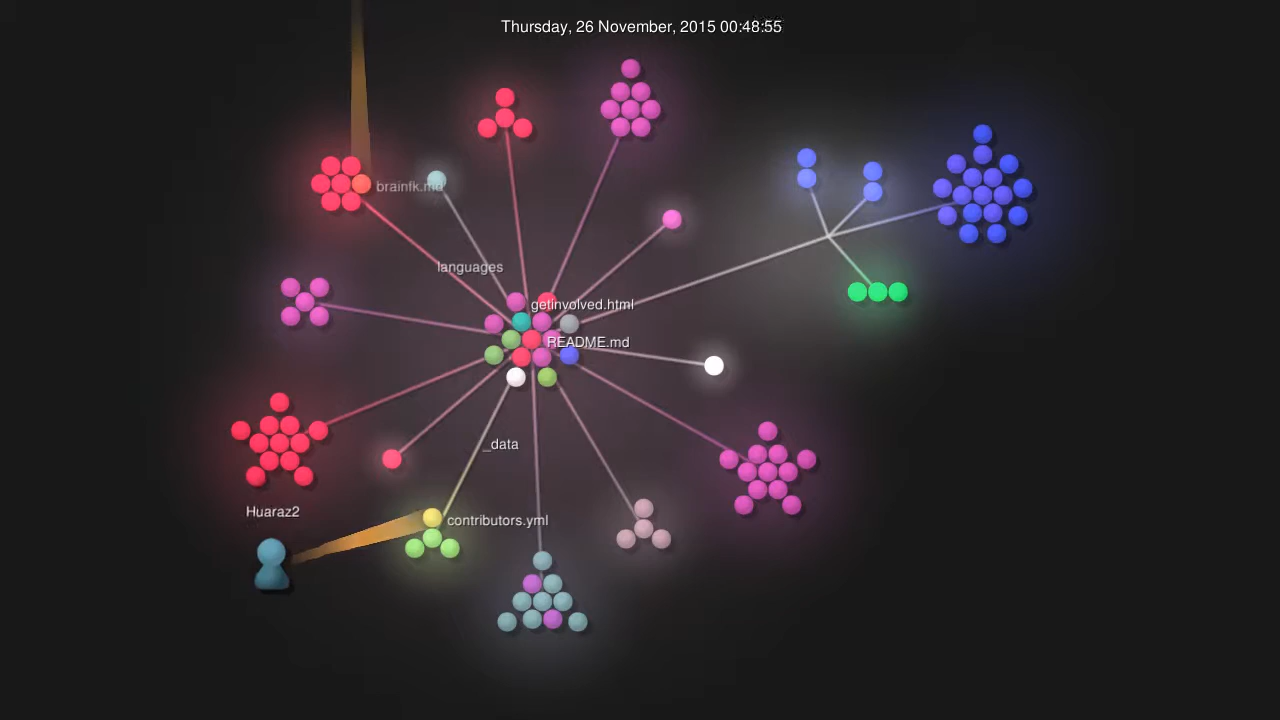 Thursday, 26 November, 2015 00:48:55
brainfk.md
languages
getinvolved.html
README.md
_data
Huaraz2
contributors.yml